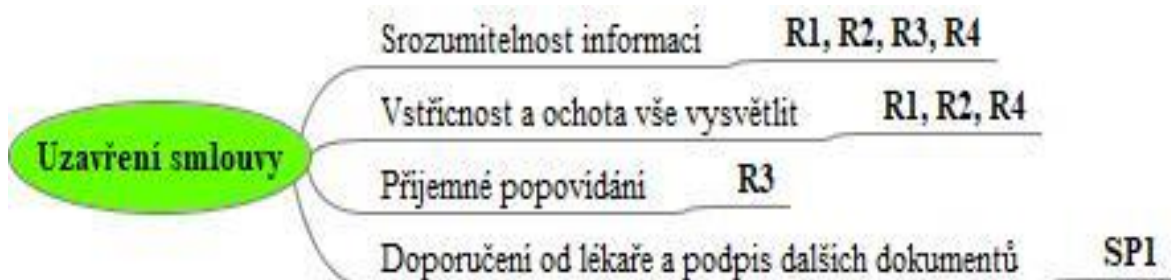 Srozumitelnost informací R1, R2, R3, R4
Vstřícnost a ochota vše vysvětlit R1, R2, R4
Uzavření smlouvy
Příjemné popovídání R3
Doporučení od lékaře a podpis dalších dokumentů SP1